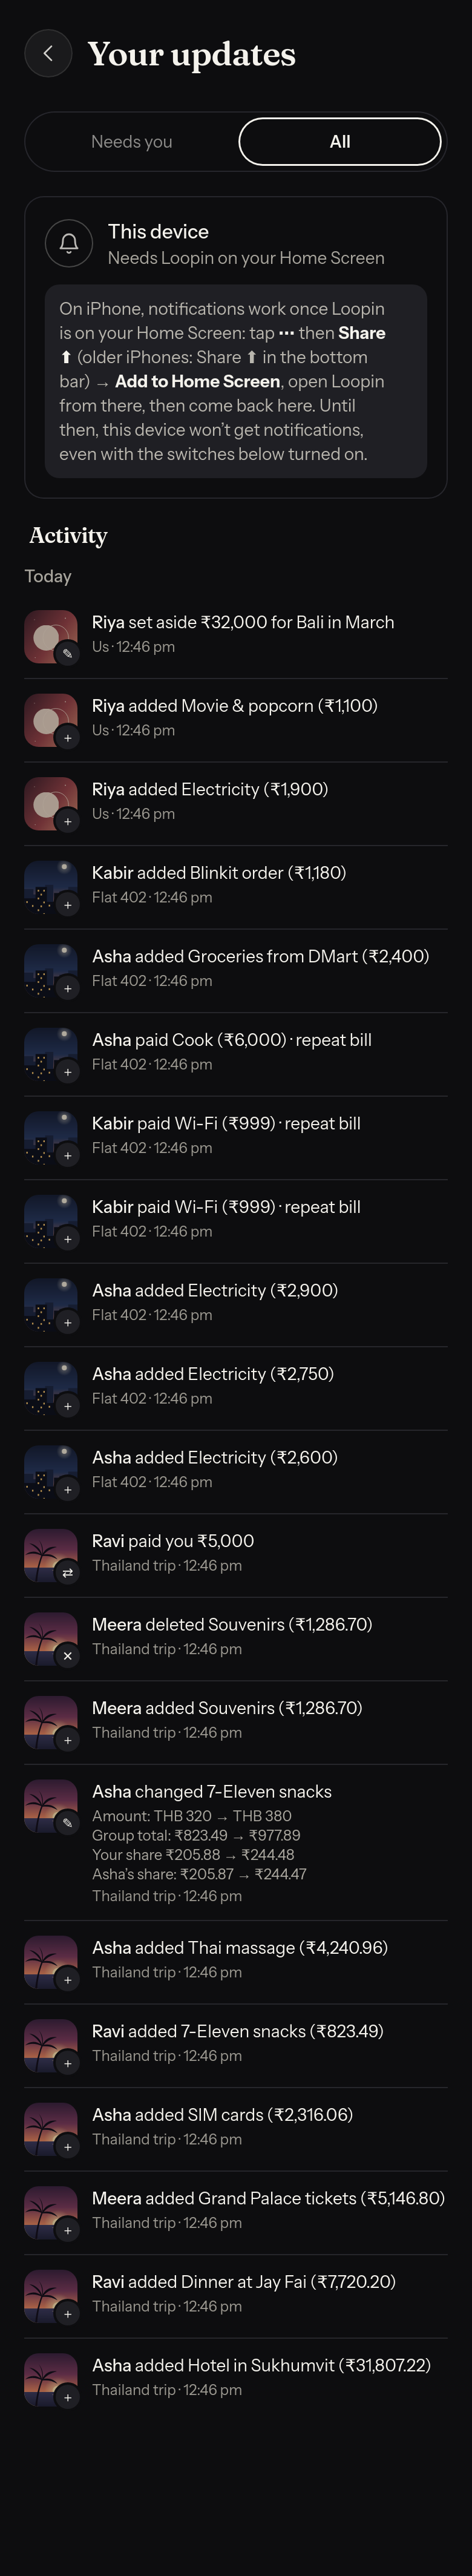 Your updates
Needs you
All
This device
Needs Loopin on your Home Screen
On iPhone, notifications work once Loopin
is on your Home Screen: tap ••• then Share
⬆ (older iPhones: Share ⬆ in the bottom
bar) → Add to Home Screen, open Loopin
from there, then come back here. Until
then, this device won’t get notifications,
even with the switches below turned on.
Activity
Today
Riya set aside ₹32,000 for Bali in March
Us · 12:46 pm
Riya added Movie & popcorn (₹1,100)
Us · 12:46 pm
Riya added Electricity (₹1,900)
Us · 12:46 pm
Kabir added Blinkit order (₹1,180)
Flat 402 · 12:46 pm
Asha added Groceries from DMart (₹2,400)
Flat 402 · 12:46 pm
Asha paid Cook (₹6,000) · repeat bill
Flat 402 · 12:46 pm
Kabir paid Wi-Fi (₹999) · repeat bill
Flat 402 · 12:46 pm
Kabir paid Wi-Fi (₹999) · repeat bill
Flat 402 · 12:46 pm
Asha added Electricity (₹2,900)
Flat 402 · 12:46 pm
Asha added Electricity (₹2,750)
Flat 402 · 12:46 pm
Asha added Electricity (₹2,600)
Flat 402 · 12:46 pm
Ravi paid you ₹5,000
Thailand trip · 12:46 pm
Meera deleted Souvenirs (₹1,286.70)
Thailand trip · 12:46 pm
Meera added Souvenirs (₹1,286.70)
Thailand trip · 12:46 pm
Asha changed 7-Eleven snacks
Amount: THB 320 → THB 380
Group total: ₹823.49 → ₹977.89
Your share ₹205.88 → ₹244.48
Asha’s share: ₹205.87 → ₹244.47
Thailand trip · 12:46 pm
Asha added Thai massage (₹4,240.96)
Thailand trip · 12:46 pm
Ravi added 7-Eleven snacks (₹823.49)
Thailand trip · 12:46 pm
Asha added SIM cards (₹2,316.06)
Thailand trip · 12:46 pm
Meera added Grand Palace tickets (₹5,146.80)
Thailand trip · 12:46 pm
Ravi added Dinner at Jay Fai (₹7,720.20)
Thailand trip · 12:46 pm
Asha added Hotel in Sukhumvit (₹31,807.22)
Thailand trip · 12:46 pm